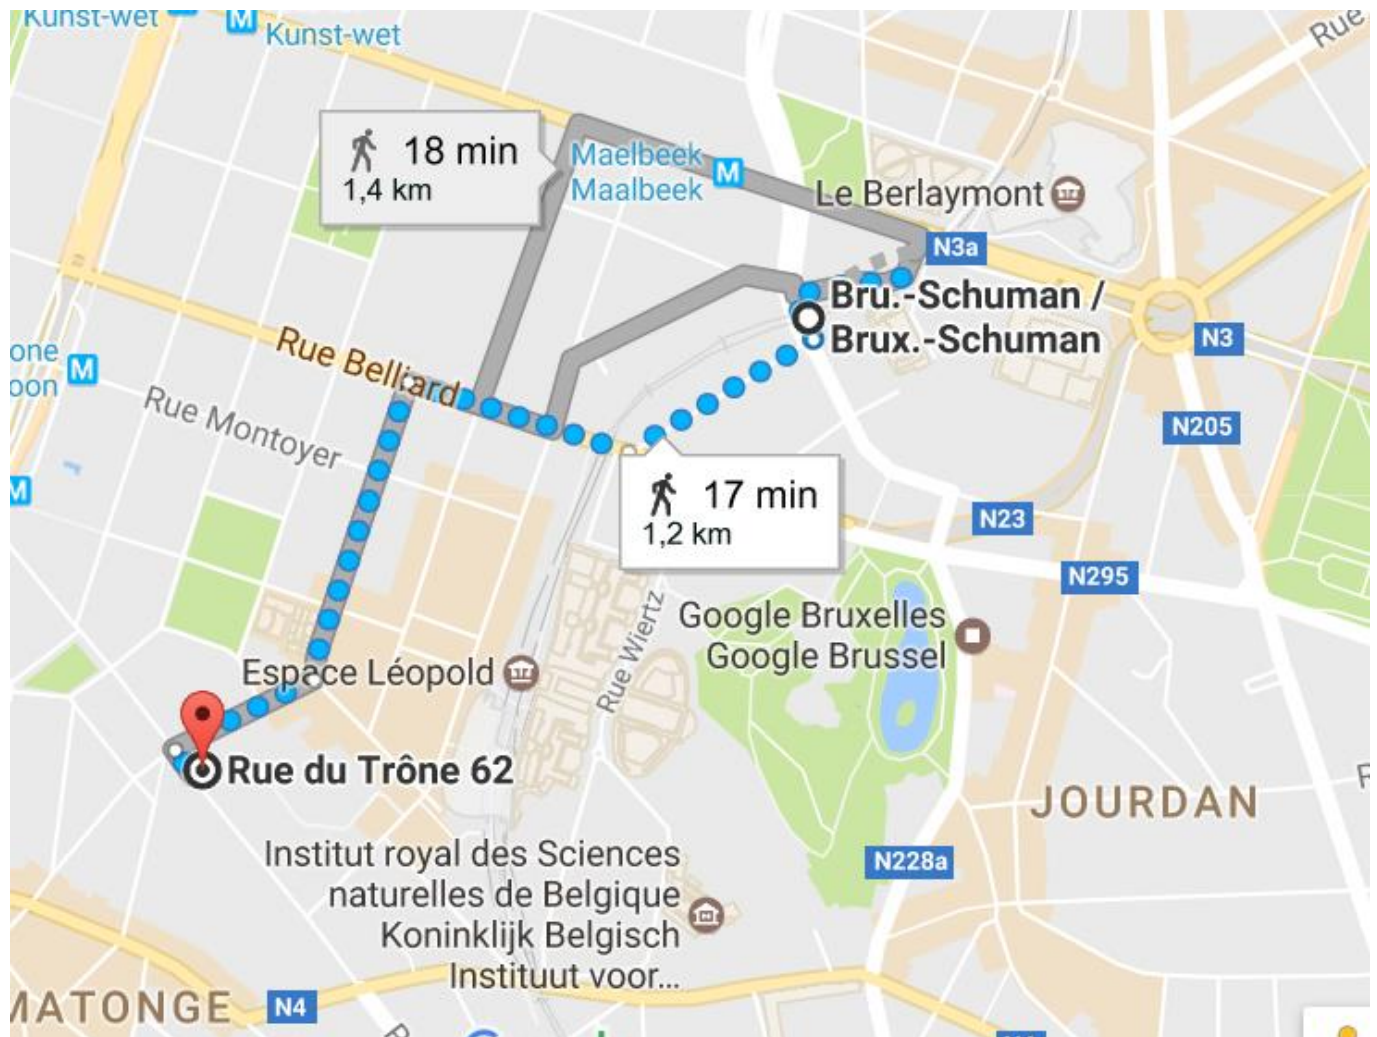 Kunst-wet
Kunst-wet
Rue
18 min
1,4 km
Maelbeek
Maalbeek
Le Berlaymont
N3a
Bru.-Schuman /
Brux.-Schuman
N3
Rue Belliard
Rue Montoyer
N205
17 min
1,2 km
N23
N295
Google Bruxelles
Google Brussel
Rue Wiertz
Espace Léopold
Rue du Trône 62
JOURDAN
Institut royal des Sciences
naturelles de Belgique
Koninklijk Belgisch
Instituut voor...
N228a
MATONGE
N4